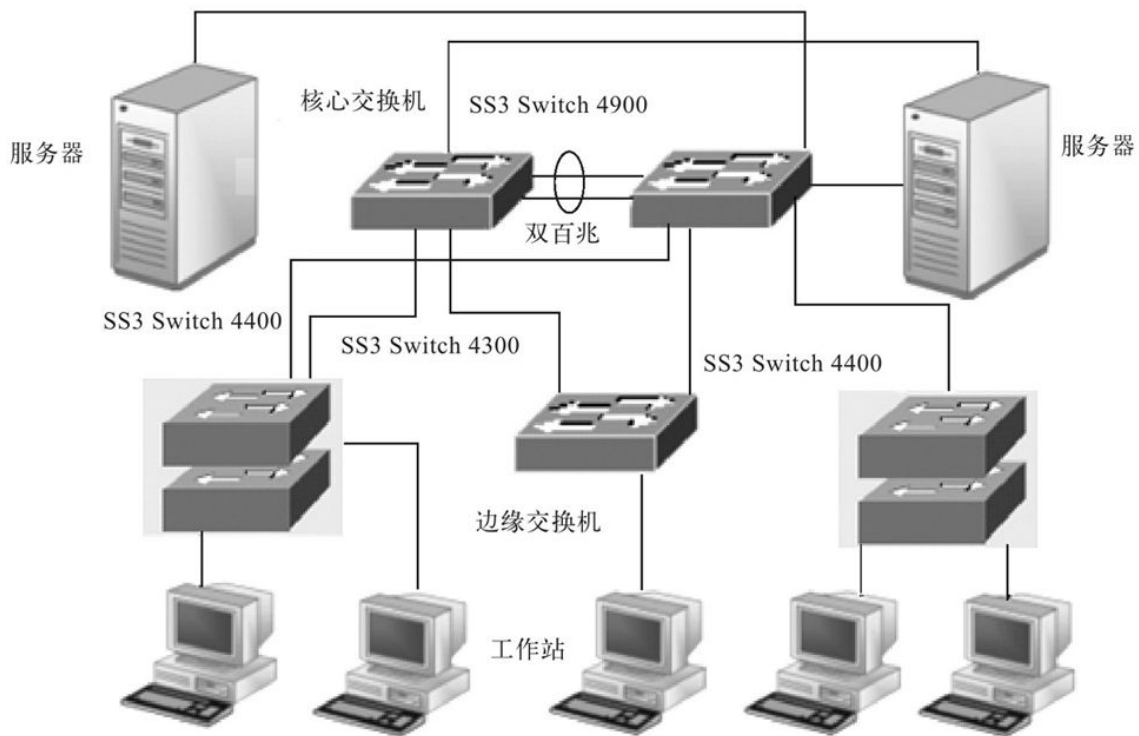 核心交换机
SS3 Switch 4900
服务器
服务器
双百兆
SS3 Switch 4400
SS3 Switch 4300
SS3 Switch 4400
边缘交换机
工作站